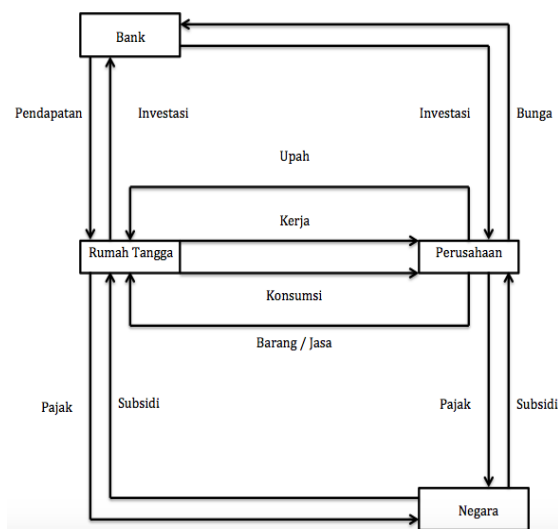 Bank
Pendapatan
Investasi
Investasi
Bunga
Upah
Kerja
Rumah Tangga
Perusahaan
Konsumsi
Barang / Jasa
Pajak
Subsidi
Pajak
Subsidi
Negara